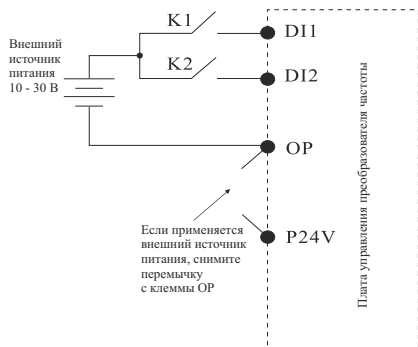 K1
DI1
Внешний
источник
питания
10 - 30 В
K2
DI2
OP
Если применяется
внешний источник
питания, снимите
перемычку
с клеммы ОР
P24V
Плата управления преобразователя частоты